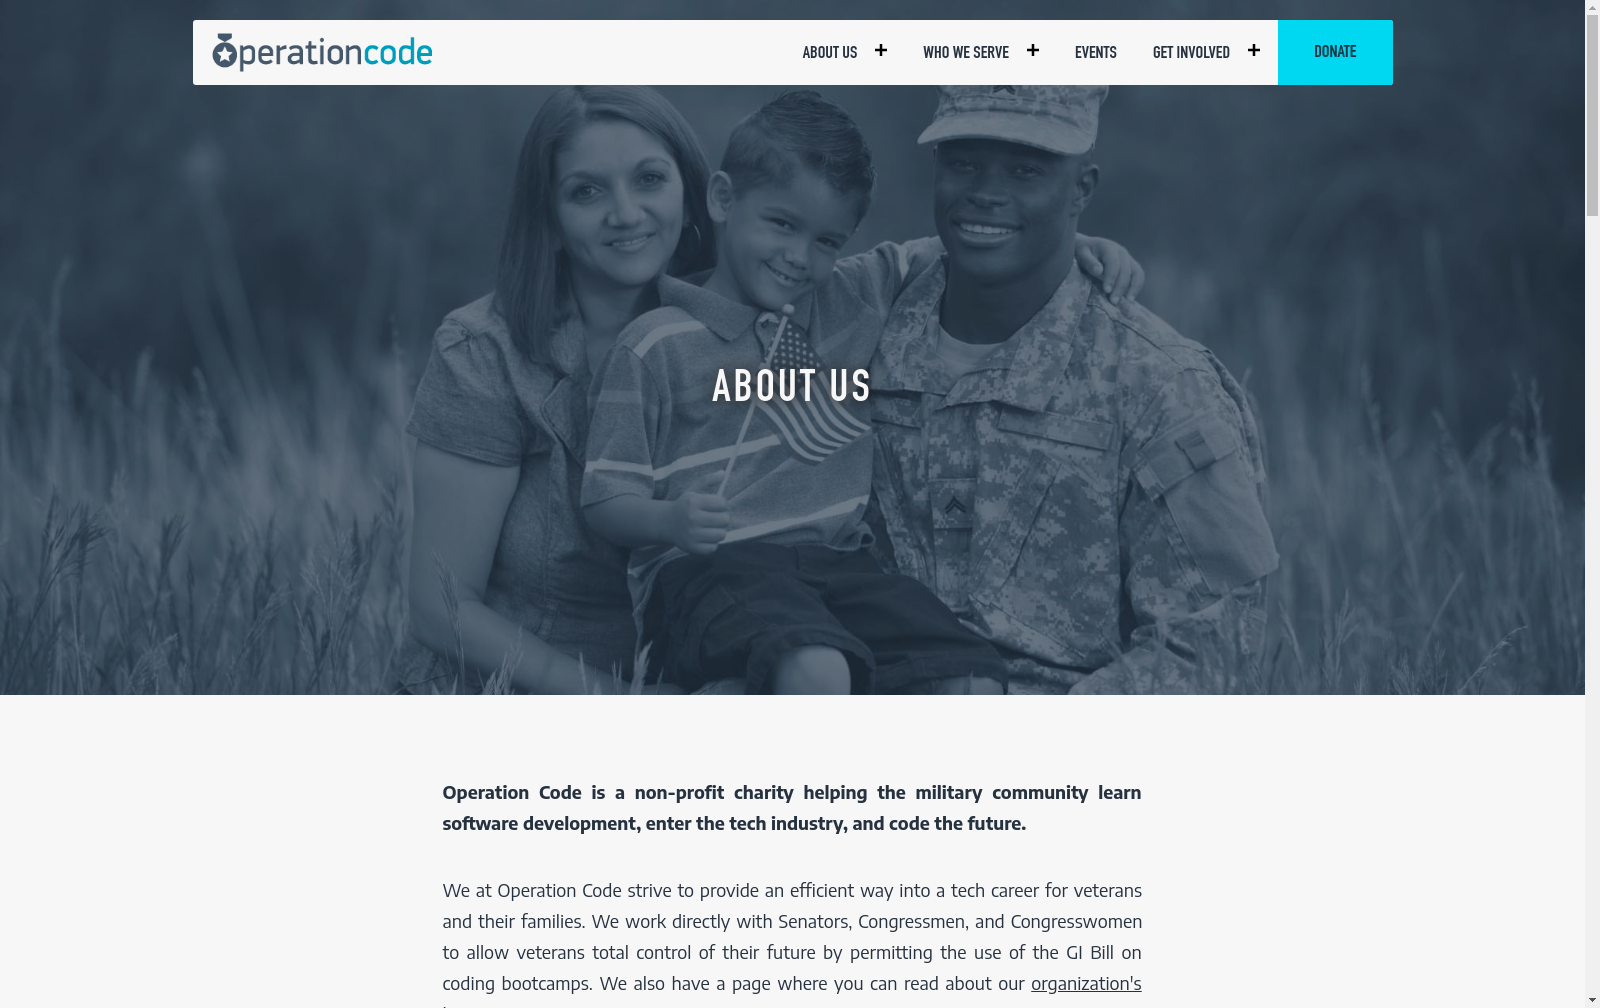 operationcode
ABOUT US
WHO WE SERVE
EVENTS
GET INVOLVED
DONATE
ABOUT US
Operation Code is a non-profit charity helping the military community learn
software development, enter the tech industry, and code the future.
We at Operation Code strive to provide an efficient way into a tech career for veterans
and their families. We work directly with Senators, Congressmen, and Congresswomen
to allow veterans total control of their future by permitting the use of the GI Bill on
coding bootcamps. We also have a page where you can read about our organization's